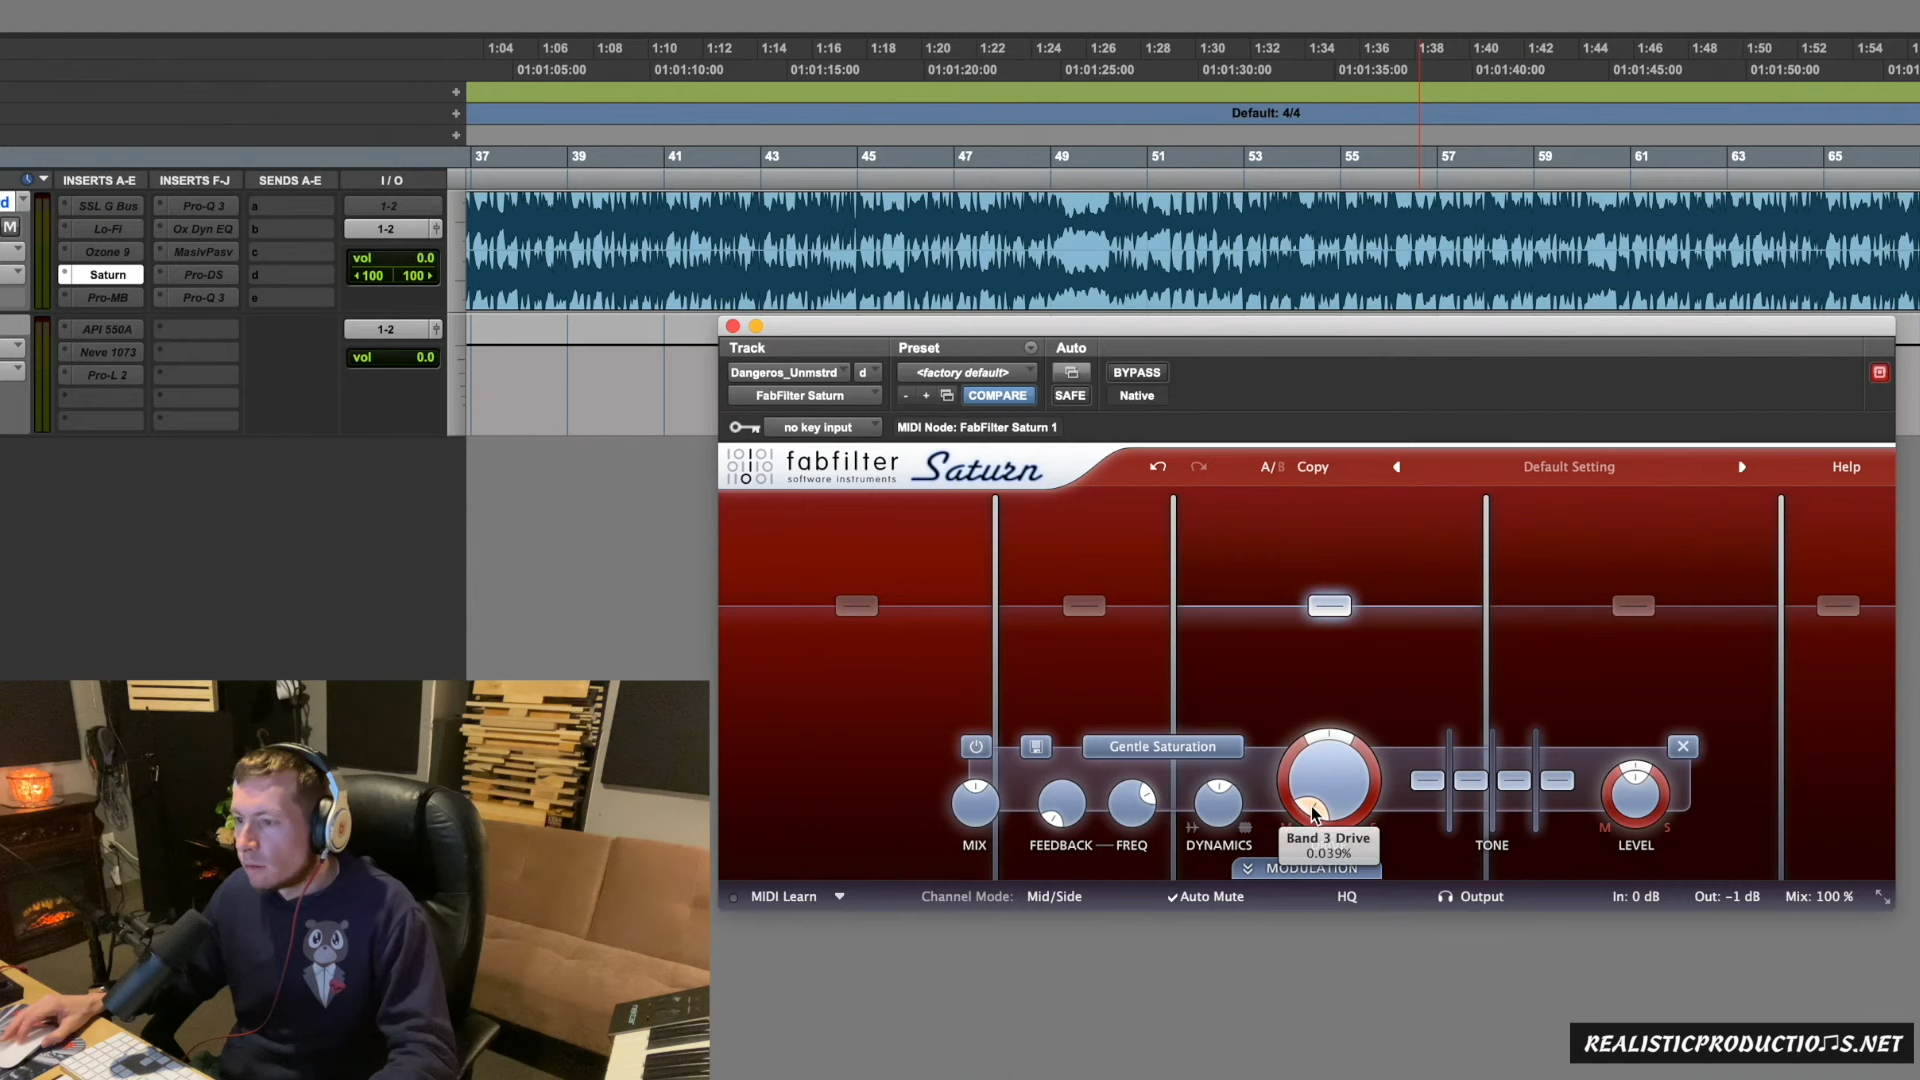 1:04 1:06 1:08 1:10 1:12 1:14 1:16 1:18 1:20 1:22 1:24 1:26 1:28 1:30 1:32 1:34 1:36 1:38 1:40 1:42 1:44 1:46 1:48 1:50 1:52 1:54
01:01:05:00 01:01:10:00 01:01:15:00 01:01:20:00 01:01:25:00 01:01:30:00 01:01:35:00 01:01:40:00 01:01:45:00 01:01:50:00
Default: 4/4
37 39 41 43 45 47 49 51 53 55 57 59 61 63 65
INSERTS A-E INSERTS F-J SENDS A-E I / O
SSL G Bus Pro-Q 3 a 1-2
M Lo-Fi Ox Dyn EQ b 1-2
Ozone 9 MasivPasv c vol 0.0
Saturn Pro-DS d 100 100
Pro-MB Pro-Q 3 e
API 550A 1-2
Neve 1073 vol 0.0
Pro-L 2
Track Preset Auto
Dangeros_Unmstrd d <factory default> BYPASS
FabFilter Saturn - + COMPARE SAFE Native
no key input MIDI Node: FabFilter Saturn 1
fabfilter Saturn A/B Copy Default Setting Help
software instruments
Gentle Saturation
MIX FEEDBACK FREQ DYNAMICS TONE LEVEL
M S
Band 3 Drive
0.039%
MODULATION
MIDI Learn Channel Mode: Mid/Side Auto Mute HQ Output In: 0 dB Out: -1 dB Mix: 100 %
REALISTICPRODUCTIONS.NET